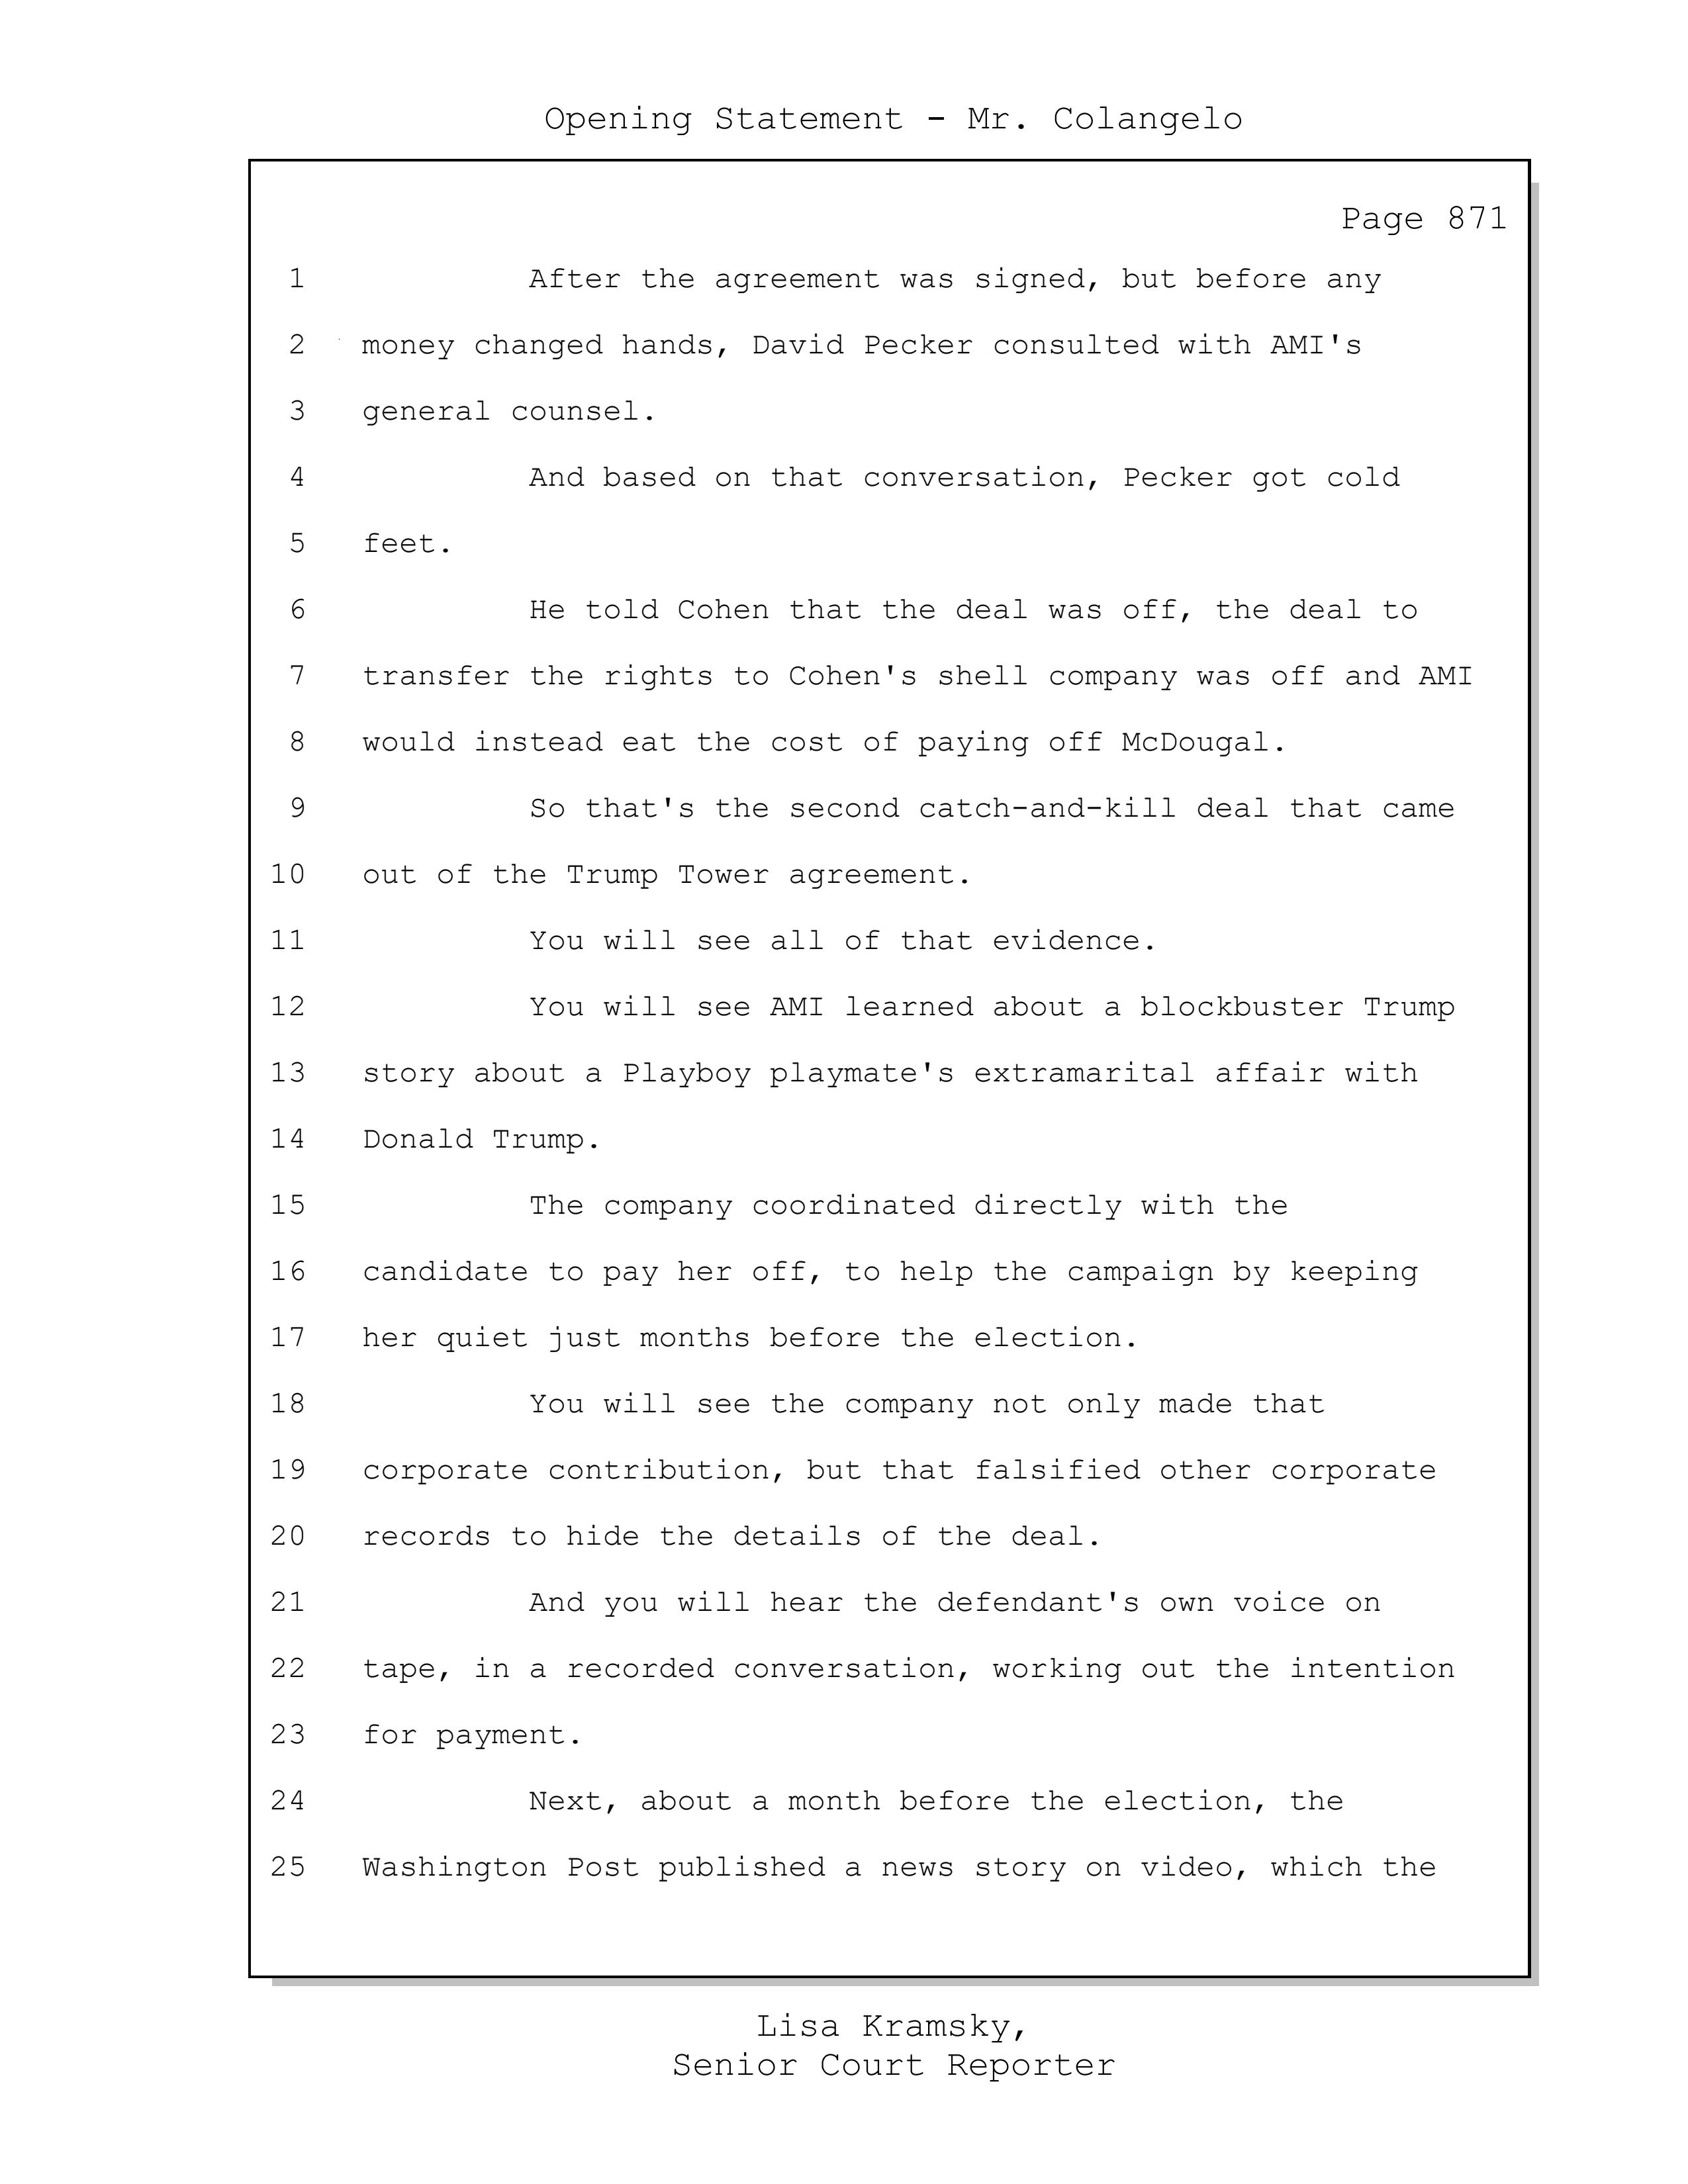 Opening Statement - Mr. Colangelo
Page 871
1 After the agreement was signed, but before any
2 money changed hands, David Pecker consulted with AMI's
3 general counsel.
4 And based on that conversation, Pecker got cold
5 feet.
6 He told Cohen that the deal was off, the deal to
7 transfer the rights to Cohen's shell company was off and AMI
8 would instead eat the cost of paying off McDougal.
9 So that's the second catch-and-kill deal that came
10 out of the Trump Tower agreement.
11 You will see all of that evidence.
12 You will see AMI learned about a blockbuster Trump
13 story about a Playboy playmate's extramarital affair with
14 Donald Trump.
15 The company coordinated directly with the
16 candidate to pay her off, to help the campaign by keeping
17 her quiet just months before the election.
18 You will see the company not only made that
19 corporate contribution, but that falsified other corporate
20 records to hide the details of the deal.
21 And you will hear the defendant's own voice on
22 tape, in a recorded conversation, working out the intention
23 for payment.
24 Next, about a month before the election, the
25 Washington Post published a news story on video, which the
Lisa Kramsky,
Senior Court Reporter